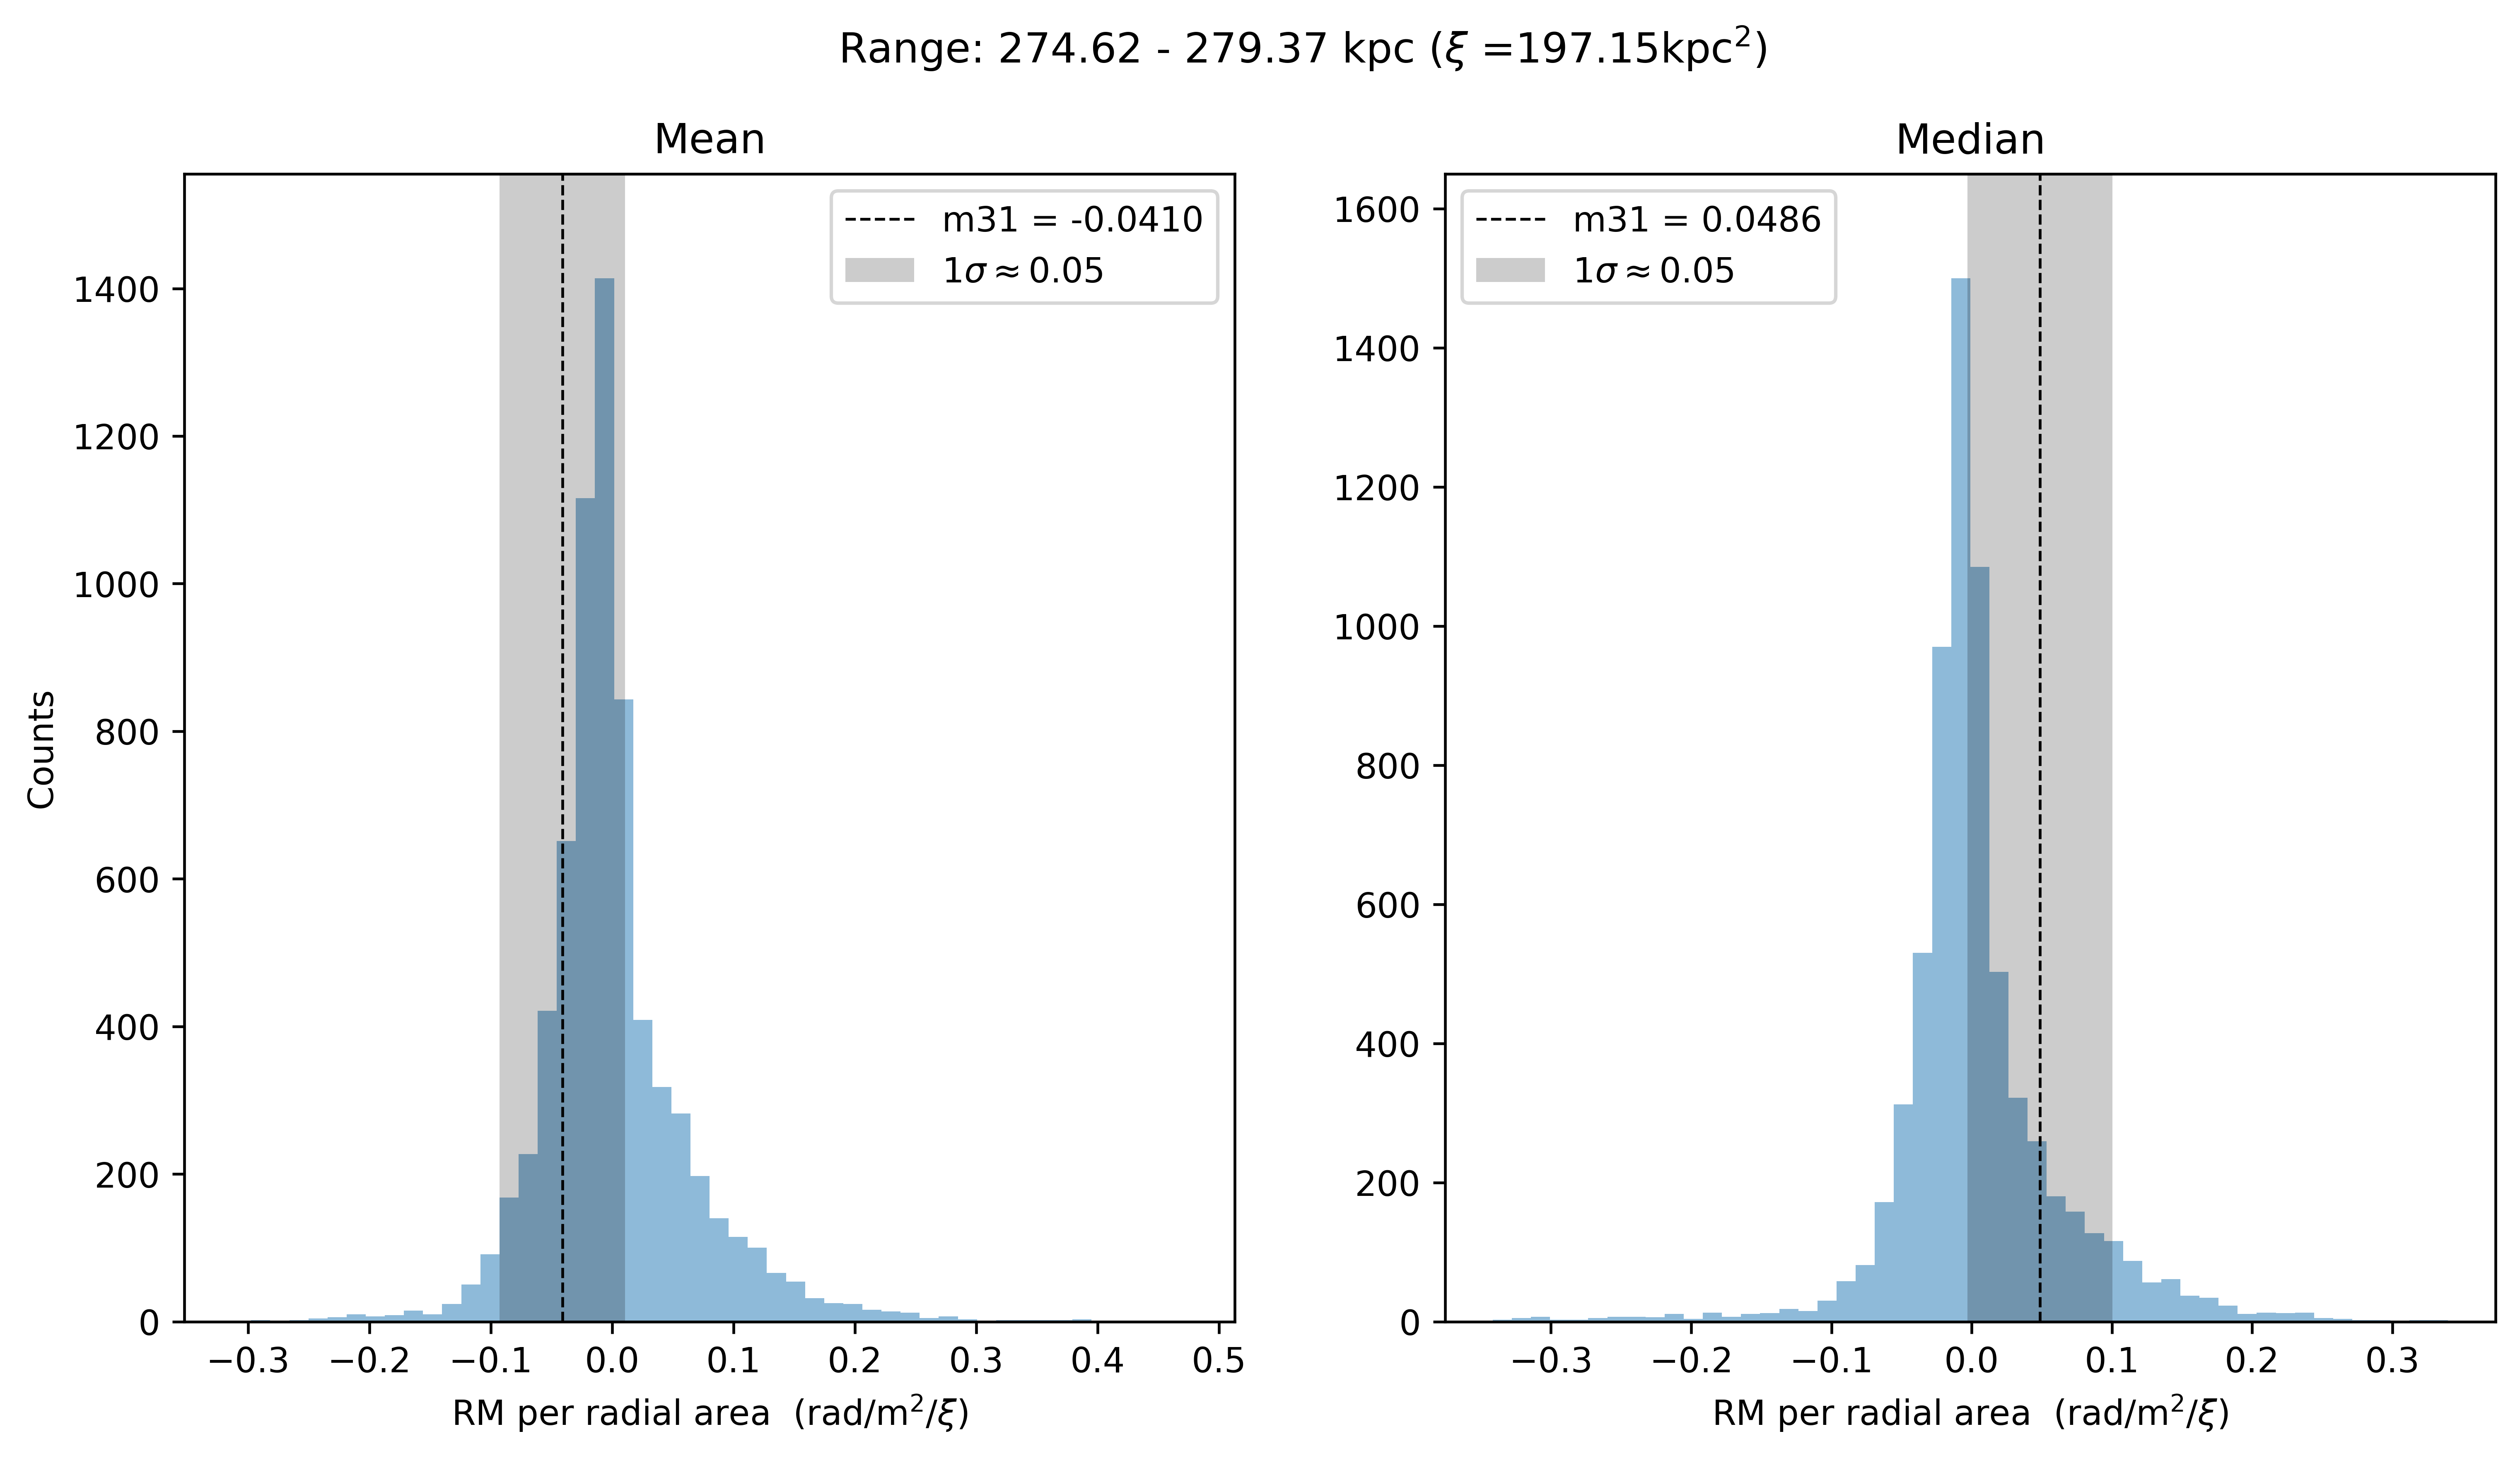 Range: 274.62 - 279.37 kpc (ξ =197.15kpc²)
Mean
m31 = -0.0410
1σ ≈ 0.05
1400
1200
1000
800
600
400
200
0
Counts
−0.3 −0.2 −0.1 0.0 0.1 0.2 0.3 0.4 0.5
RM per radial area (rad/m²/ξ)
Median
m31 = 0.0486
1σ ≈ 0.05
1600
1400
1200
1000
800
600
400
200
0
−0.3 −0.2 −0.1 0.0 0.1 0.2 0.3
RM per radial area (rad/m²/ξ)